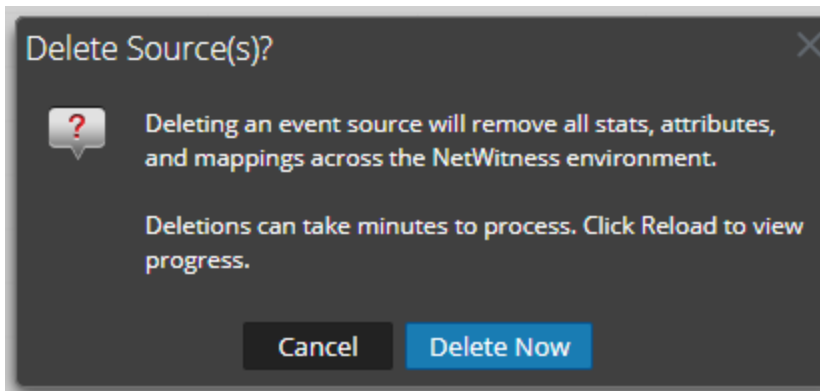 Delete Source(s)?
?
Deleting an event source will remove all stats, attributes,
and mappings across the NetWitness environment.
Deletions can take minutes to process. Click Reload to view
progress.
Cancel
Delete Now